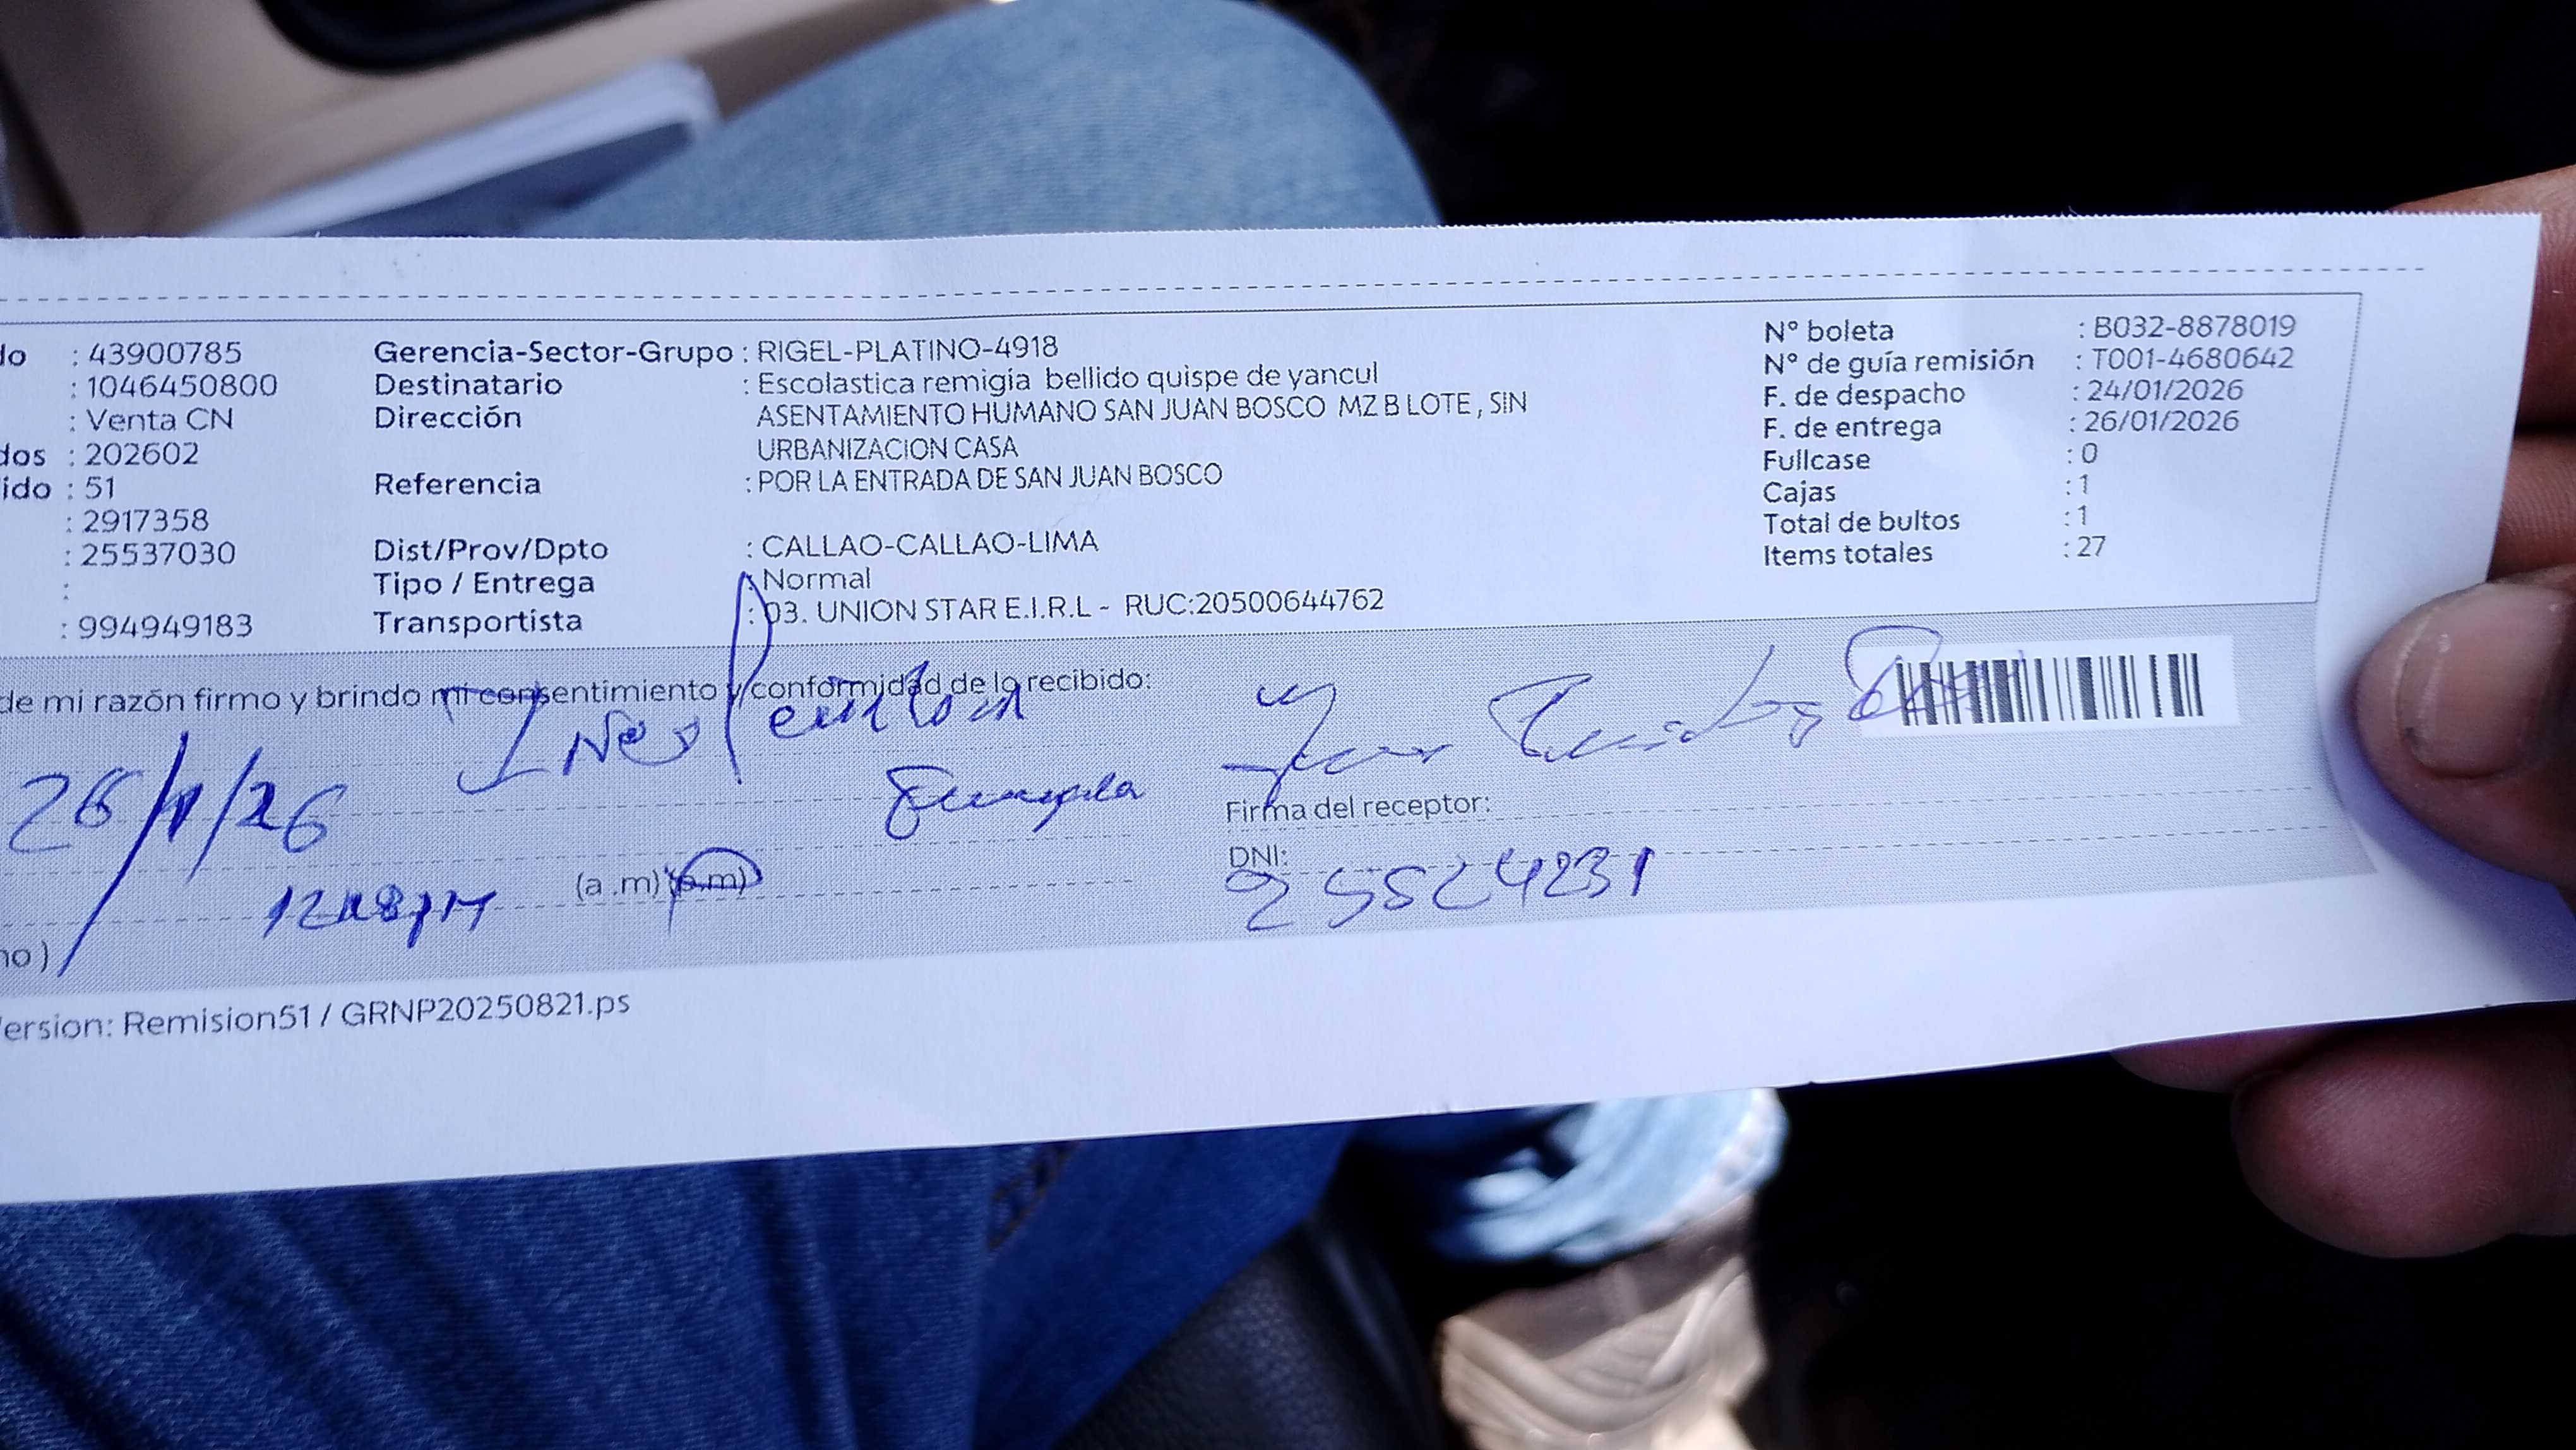 do : 43900785 Gerencia-Sector-Grupo : RIGEL-PLATINO-4918 N° boleta : B032-8878019
: 1046450800 Destinatario : Escolastica remigia bellido quispe de yancul N° de guía remisión : T001-4680642
: Venta CN Dirección ASENTAMIENTO HUMANO SAN JUAN BOSCO MZ B LOTE , SIN F. de despacho : 24/01/2026
dos : 202602 URBANIZACION CASA F. de entrega : 26/01/2026
ido : 51 Referencia : POR LA ENTRADA DE SAN JUAN BOSCO Fullcase : 0
: 2917358 Cajas : 1
: 25537030 Dist/Prov/Dpto : CALLAO-CALLAO-LIMA Total de bultos : 1
: Tipo / Entrega : Normal Items totales : 27
: 994949183 Transportista : 03. UNION STAR E.I.R.L - RUC:20500644762
de mi razón firmo y brindo mi consentimiento y conformidad de lo recibido:
Ines
26/1/26
Firma del receptor:
(a .m) (p.m) DNI:
25524231
no )
ersion: Remision51 / GRNP20250821.ps